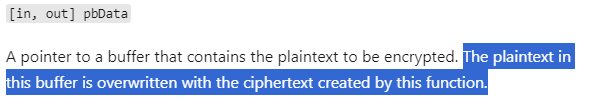 [in, out] pbData
A pointer to a buffer that contains the plaintext to be encrypted. The plaintext in
this buffer is overwritten with the ciphertext created by this function.